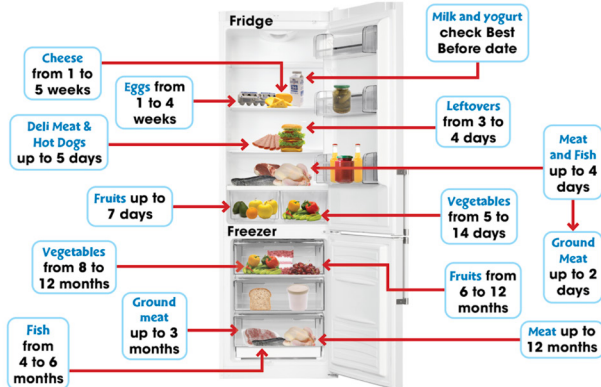 Fridge
Milk and yogurt
check Best
Before date
Cheese
from 1 to
5 weeks
Eggs from
1 to 4
weeks
Leftovers
from 3 to
4 days
Deli Meat &
Hot Dogs
up to 5 days
Meat
and Fish
up to 4
days
Fruits up to
7 days
Vegetables
from 5 to
14 days
Ground
Meat
up to 2
days
Freezer
Vegetables
from 8 to
12 months
Fruits from
6 to 12
months
Ground
meat
up to 3
months
Fish
from
4 to 6
months
Meat up to
12 months